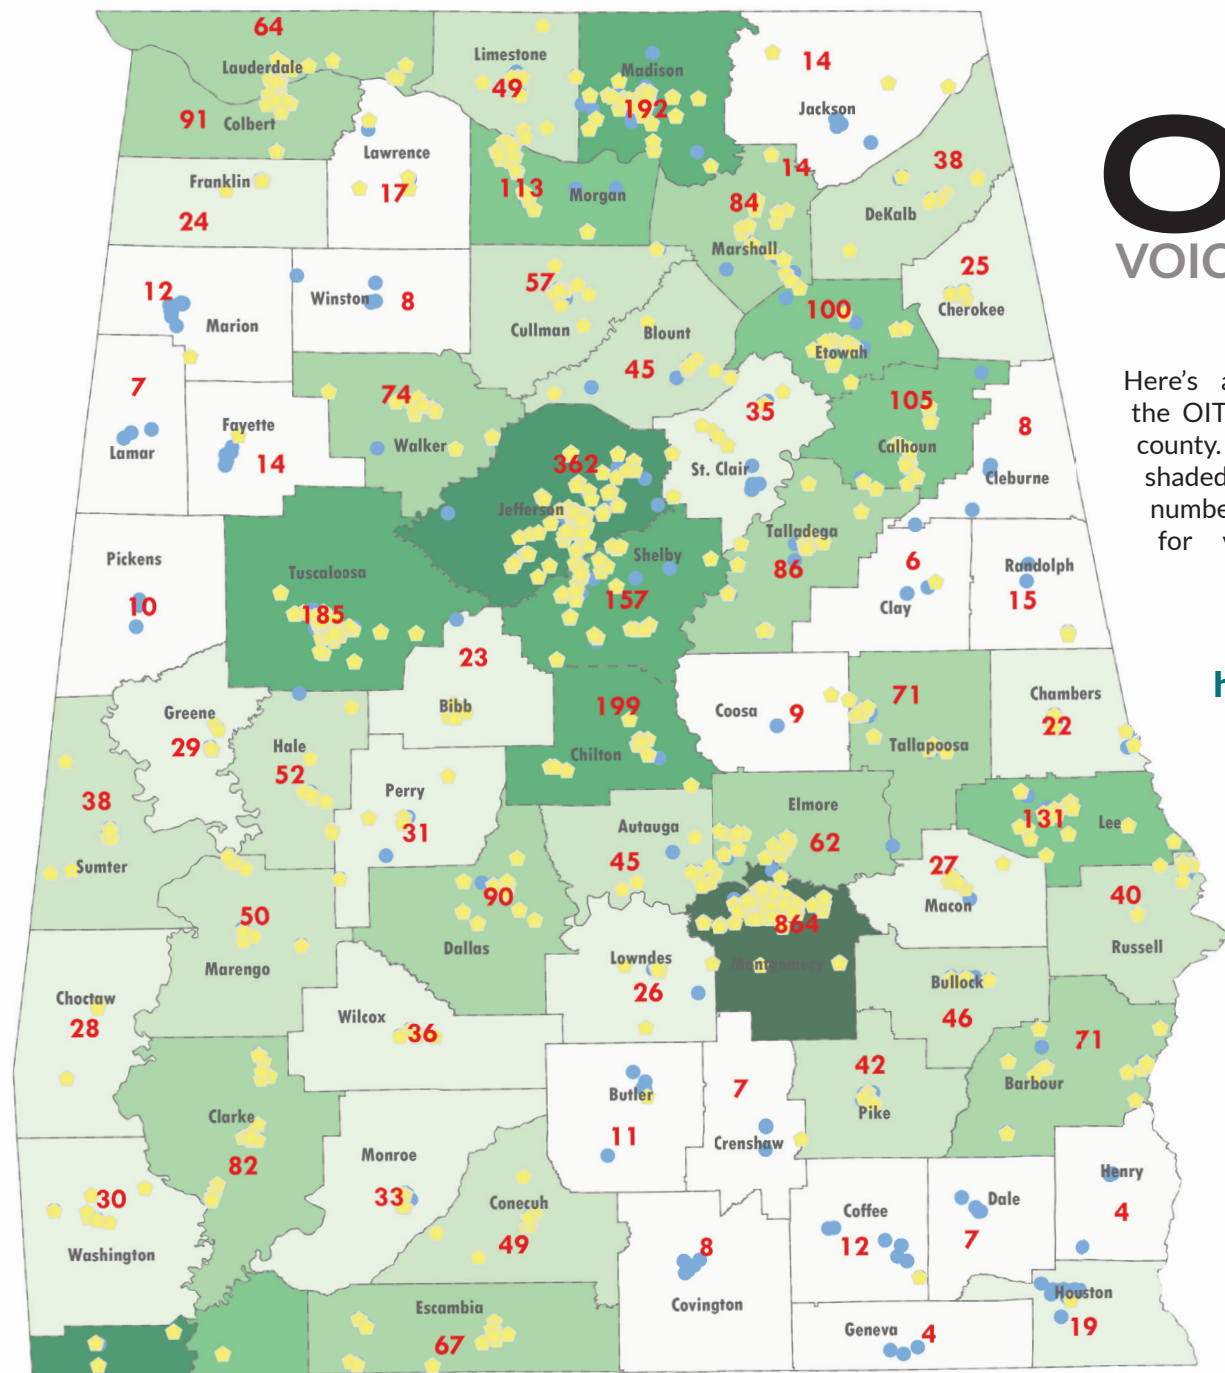 64
Lauderdale
91
Colbert
Limestone
49
Madison
192
14
Jackson
Lawrence
17
Franklin
24
113
Morgan
14
84
Marshall
38
DeKalb
25
Cherokee
12
Marion
Winston
8
57
Cullman
Blount
45
100
Etowah
7
Lamar
Fayette
14
74
Walker
362
Jefferson
35
St. Clair
105
Calhoun
8
Cleburne
Pickens
10
Tuscaloosa
185
Shelby
157
Talladega
86
6
Clay
Randolph
15
23
Bibb
199
Chilton
Coosa
9
71
Tallapoosa
Chambers
22
Greene
29
Hale
52
38
Sumter
Perry
31
Autauga
45
Elmore
62
131
Lee
27
Macon
40
Russell
50
Marengo
90
Dallas
864
Montgomery
Lowndes
26
Bullock
46
Choctaw
28
Wilcox
36
Clarke
82
Butler
11
7
Crenshaw
42
Pike
71
Barbour
30
Washington
Monroe
33
Conecuh
49
8
Covington
Coffee
12
Dale
7
Henry
4
Escambia
67
Geneva
4
Houston
19
O
VOIC
Here's a
the OIT
county.
shaded
numbe
for v
h